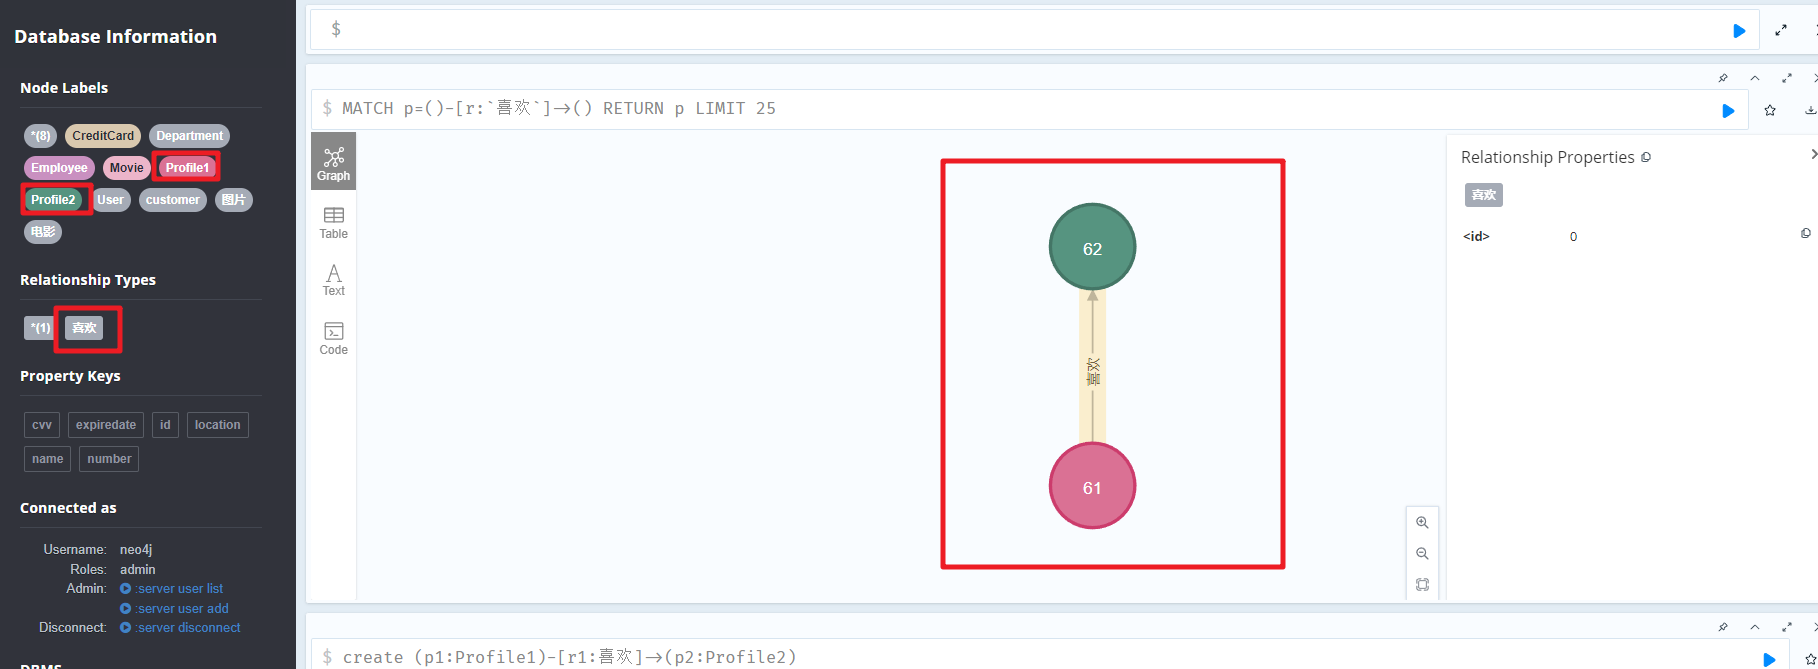 Database Information
Node Labels
*(8) CreditCard Department
Employee Movie Profile1
Profile2 User customer 图片
电影
Relationship Types
*(1) 喜欢
Property Keys
cvv expiredate id location
name number
Connected as
Username: neo4j
Roles: admin
Admin: :server user list
:server user add
Disconnect: :server disconnect
$
$ MATCH p=()-[r:`喜欢`]->() RETURN p LIMIT 25
Graph
Table
Text
Code
62
喜欢
61
Relationship Properties
喜欢
<id> 0
$ create (p1:Profile1)-[r1:喜欢]->(p2:Profile2)